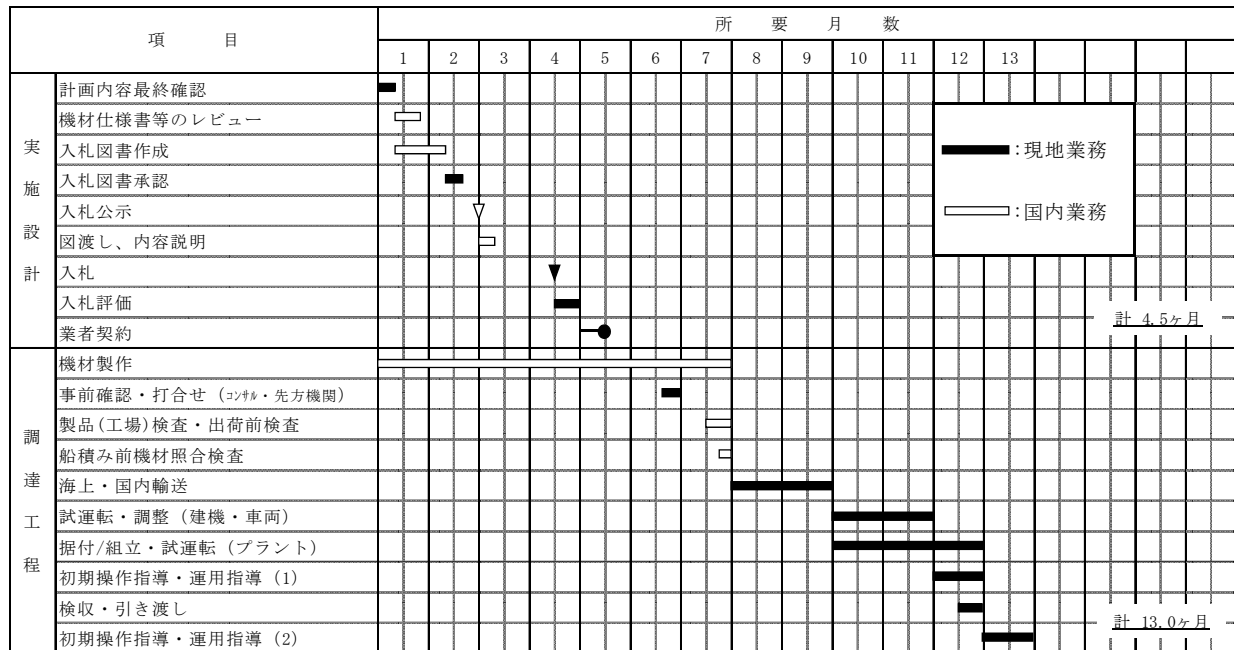 項 目
所 要 月 数
1 2 3 4 5 6 7 8 9 10 11 12 13
実施設計
計画内容最終確認
機材仕様書等のレビュー
入札図書作成
入札図書承認
入札公示
図渡し、内容説明
入札
入札評価
業者契約
:現地業務
:国内業務
計 4.5ヶ月
調達工程
機材製作
事前確認・打合せ（ｺﾝｻﾙ・先方機関）
製品(工場)検査・出荷前検査
船積み前機材照合検査
海上・国内輸送
試運転・調整（建機・車両）
据付/組立・試運転（プラント）
初期操作指導・運用指導（1）
検収・引き渡し
初期操作指導・運用指導（2）
計 13.0ヶ月